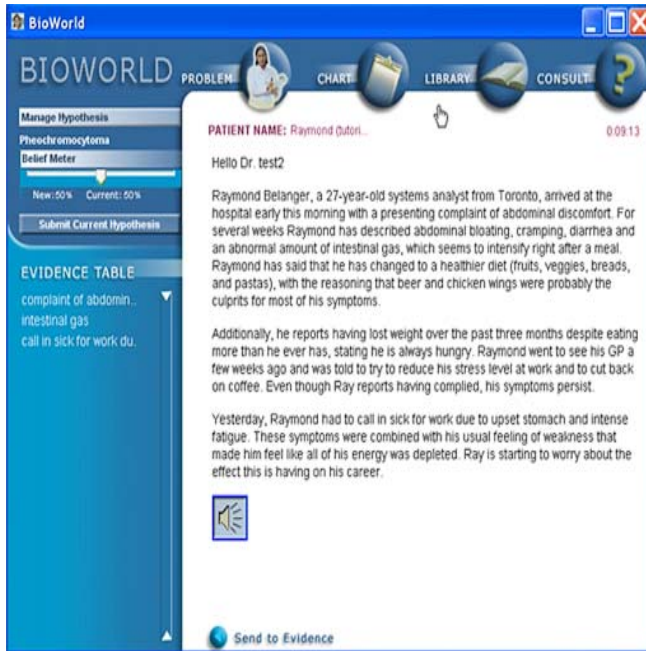 BioWorld
BIOWORLD
PROBLEM
CHART
LIBRARY
CONSULT
?
Manage Hypothesis
Pheochromocytoma
Belief Meter
New:50% Current: 50%
Submit Current Hypothesis
EVIDENCE TABLE
complaint of abdomin..
intestinal gas
call in sick for work du.
PATIENT NAME: Raymond (tutori...
0:09:13
Hello Dr. test2
Raymond Belanger, a 27-year-old systems analyst from Toronto, arrived at the
hospital early this morning with a presenting complaint of abdominal discomfort. For
several weeks Raymond has described abdominal bloating, cramping, diarrhea and
an abnormal amount of intestinal gas, which seems to intensify right after a meal.
Raymond has said that he has changed to a healthier diet (fruits, veggies, breads,
and pastas), with the reasoning that beer and chicken wings were probably the
culprits for most of his symptoms.
Additionally, he reports having lost weight over the past three months despite eating
more than he ever has, stating he is always hungry. Raymond went to see his GP a
few weeks ago and was told to try to reduce his stress level at work and to cut back
on coffee. Even though Ray reports having complied, his symptoms persist.
Yesterday, Raymond had to call in sick for work due to upset stomach and intense
fatigue. These symptoms were combined with his usual feeling of weakness that
made him feel like all of his energy was depleted. Ray is starting to worry about the
effect this is having on his career.
Send to Evidence